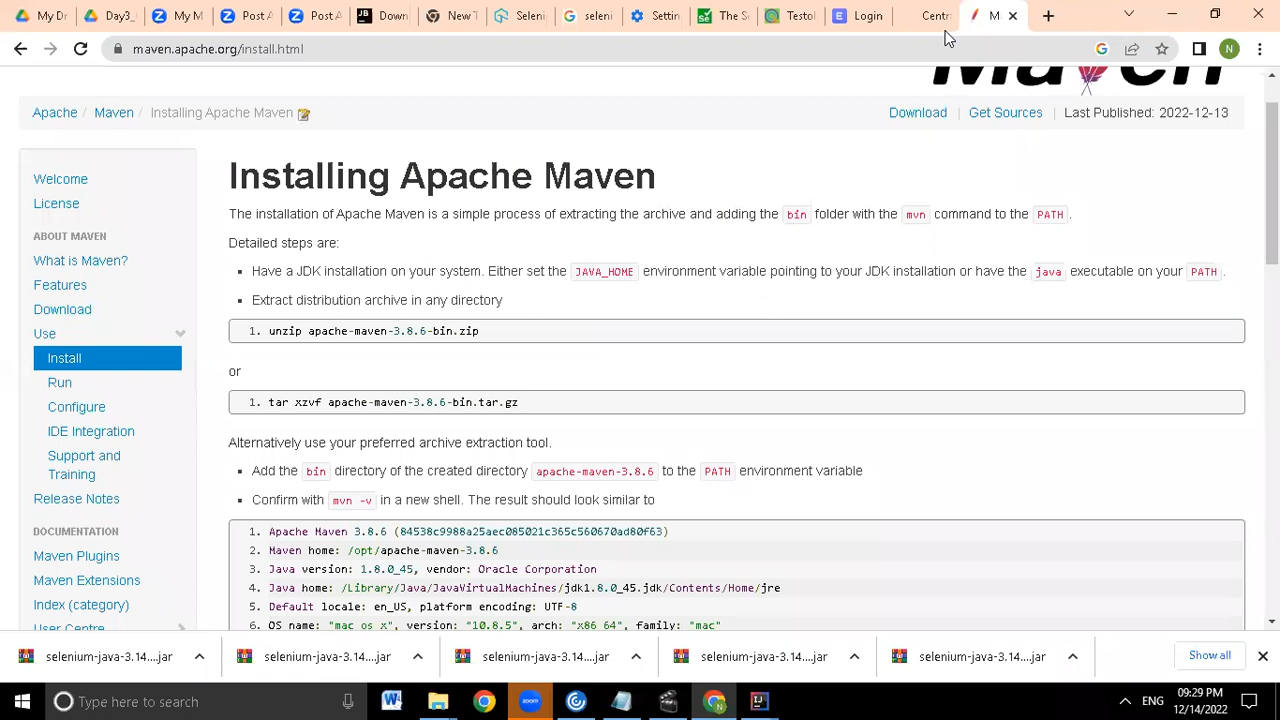 My Dr
Day3_
My M
Post A
Post A
Down
New T
Seleni
seleni
Settin
The S
Testol
Login
Centra
M
maven.apache.org/install.html
N
Maven
Apache / Maven / Installing Apache Maven
Download | Get Sources | Last Published: 2022-12-13
Welcome
License
ABOUT MAVEN
What is Maven?
Features
Download
Use
Install
Run
Configure
IDE Integration
Support and
Training
Release Notes
DOCUMENTATION
Maven Plugins
Maven Extensions
Index (category)
User Centre
Installing Apache Maven
The installation of Apache Maven is a simple process of extracting the archive and adding the bin folder with the mvn command to the PATH .
Detailed steps are:
Have a JDK installation on your system. Either set the JAVA_HOME environment variable pointing to your JDK installation or have the java executable on your PATH .
Extract distribution archive in any directory
1. unzip apache-maven-3.8.6-bin.zip
or
1. tar xzvf apache-maven-3.8.6-bin.tar.gz
Alternatively use your preferred archive extraction tool.
Add the bin directory of the created directory apache-maven-3.8.6 to the PATH environment variable
Confirm with mvn -v in a new shell. The result should look similar to
1. Apache Maven 3.8.6 (84538c9988a25aec085021c365c560670ad80f63)
2. Maven home: /opt/apache-maven-3.8.6
3. Java version: 1.8.0_45, vendor: Oracle Corporation
4. Java home: /Library/Java/JavaVirtualMachines/jdk1.8.0_45.jdk/Contents/Home/jre
5. Default locale: en_US, platform encoding: UTF-8
6. OS name: "mac os x", version: "10.8.5", arch: "x86_64", family: "mac"
selenium-java-3.14....jar
selenium-java-3.14....jar
selenium-java-3.14....jar
selenium-java-3.14....jar
selenium-java-3.14....jar
Show all
Type here to search
zoom
ENG
09:29 PM
12/14/2022